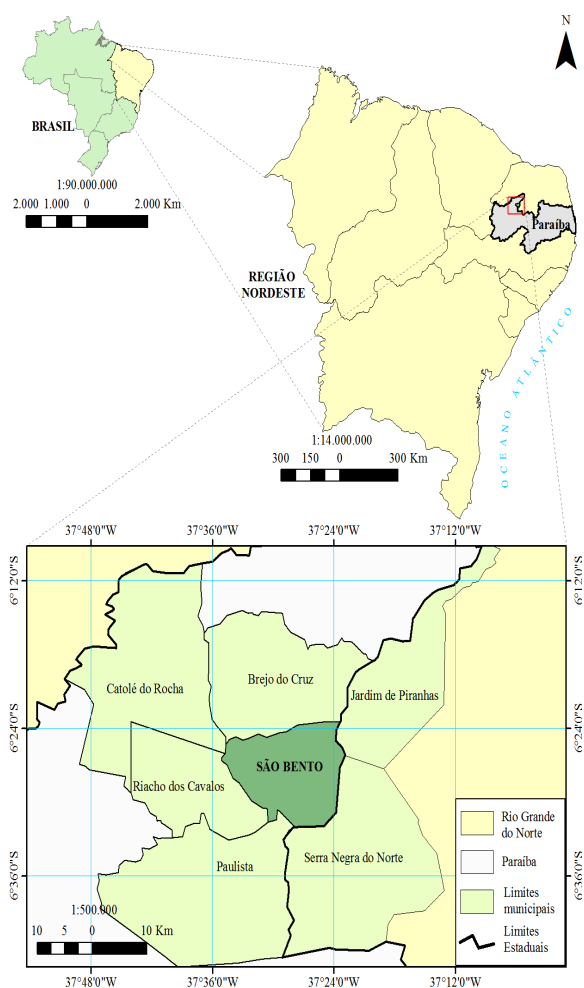 N
BRASIL
1:90.000.000
2.000 1.000 0 2.000 Km
Paraíba
REGIÃO
NORDESTE
OCEANO ATLÂNTICO
1:14.000.000
300 150 0 300 Km
37°48'0"W 37°36'0"W 37°24'0"W 37°12'0"W
6°12'0"S 6°12'0"S
Brejo do Cruz
Catolé do Rocha
Jardim de Piranhas
6°24'0"S 6°24'0"S
SÃO BENTO
Riacho dos Cavalos
Serra Negra do Norte
Paulista
6°36'0"S 6°36'0"S
Rio Grande
do Norte
Paraíba
Limites
municipais
Limites
Estaduais
1:500.000
10 5 0 10 Km
37°48'0"W 37°36'0"W 37°24'0"W 37°12'0"W